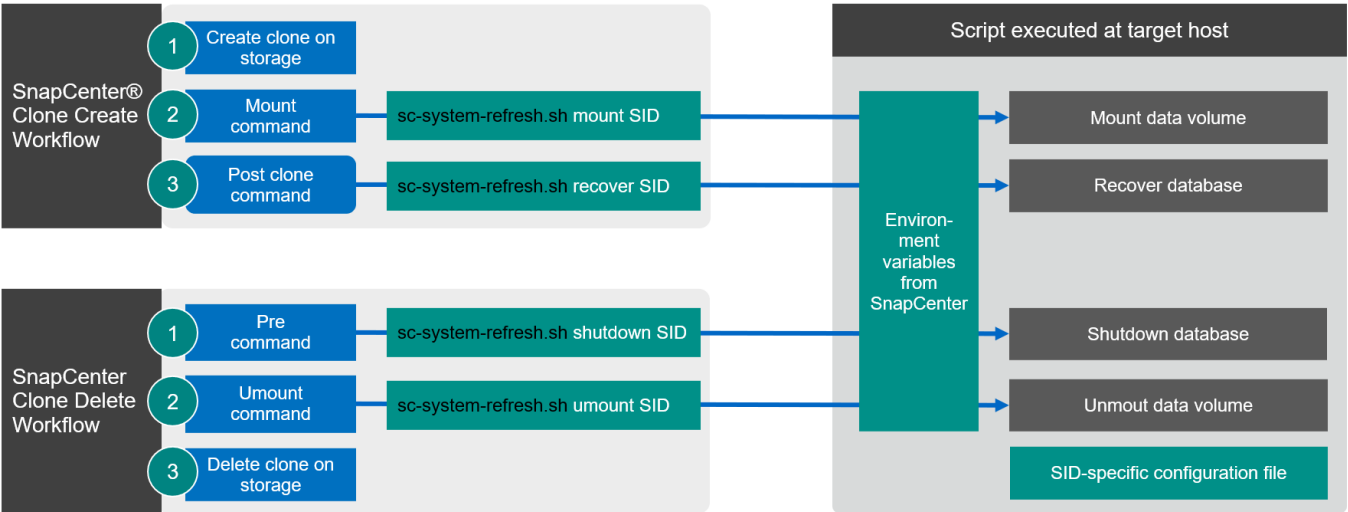 SnapCenter®
Clone Create
Workflow
1
Create clone on
storage
2
Mount
command
sc-system-refresh.sh mount SID
3
Post clone
command
sc-system-refresh.sh recover SID
SnapCenter
Clone Delete
Workflow
1
Pre
command
sc-system-refresh.sh shutdown SID
2
Umount
command
sc-system-refresh.sh umount SID
3
Delete clone on
storage
Script executed at target host
Environ-
ment
variables
from
SnapCenter
Mount data volume
Recover database
Shutdown database
Unmout data volume
SID-specific configuration file